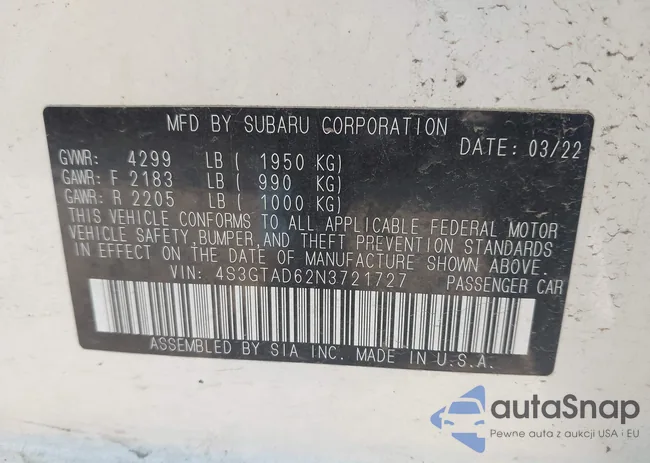 MFD BY SUBARU CORPORATION
DATE: 03/22
GVWR: 4299 LB ( 1950 KG)
GAWR: F 2183 LB ( 990 KG)
GAWR: R 2205 LB ( 1000 KG)
THIS VEHICLE CONFORMS TO ALL APPLICABLE FEDERAL MOTOR
VEHICLE SAFETY, BUMPER, AND THEFT PREVENTION STANDARDS
IN EFFECT ON THE DATE OF MANUFACTURE SHOWN ABOVE.
VIN: 4S3GTAD62N3721727 PASSENGER CAR
ASSEMBLED BY SIA INC. MADE IN U.S.A.
autaSnap
Pewne auta z aukcji USA i EU